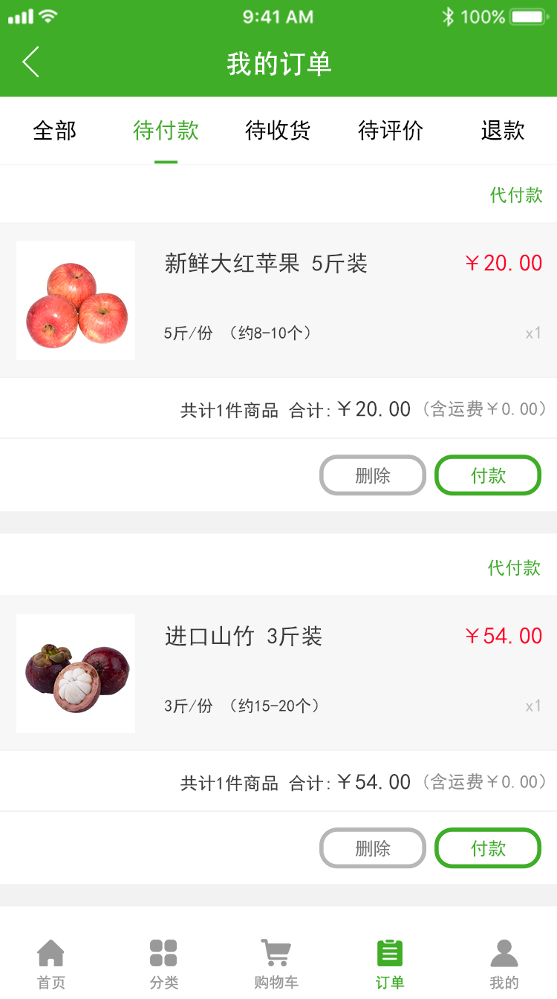 9:41 AM 100%
我的订单
全部 待付款 待收货 待评价 退款
代付款
新鲜大红苹果 5斤装 ￥20.00
5斤/份 （约8-10个） x1
共计1件商品 合计:￥20.00（含运费￥0.00）
删除 付款
代付款
进口山竹 3斤装 ￥54.00
3斤/份 （约15-20个） x1
共计1件商品 合计:￥54.00（含运费￥0.00）
删除 付款
首页 分类 购物车 订单 我的